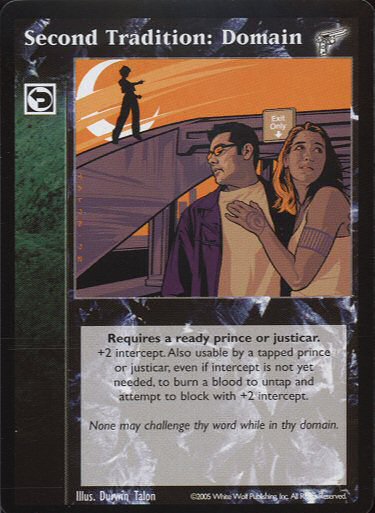 Second Tradition: Domain
Exit
Only
Requires a ready prince or justicar.
+2 intercept. Also usable by a tapped prince
or justicar, even if intercept is not yet
needed, to burn a blood to untap and
attempt to block with +2 intercept.
None may challenge thy word while in thy domain.
Illus. Durwin Talon
©2005 White Wolf Publishing, Inc. All Rights Reserved.